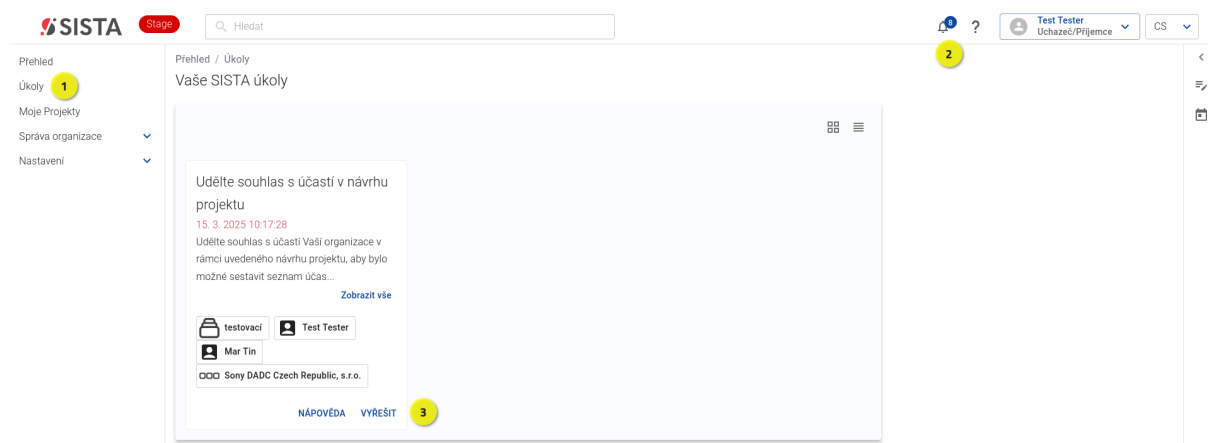 SISTA
Stage
Hledat
8
?
Test Tester
Uchazeč/Příjemce
CS
2
Přehled
Úkoly
1
Moje Projekty
Správa organizace
Nastavení
Přehled / Úkoly
Vaše SISTA úkoly
Udělte souhlas s účastí v návrhu
projektu
15. 3. 2025 10:17:28
Udělte souhlas s účastí Vaší organizace v
rámci uvedeného návrhu projektu, aby bylo
možné sestavit seznam účas...
Zobrazit vše
testovací
Test Tester
Mar Tin
Sony DADC Czech Republic, s.r.o.
NÁPOVĚDA VYŘEŠIT
3